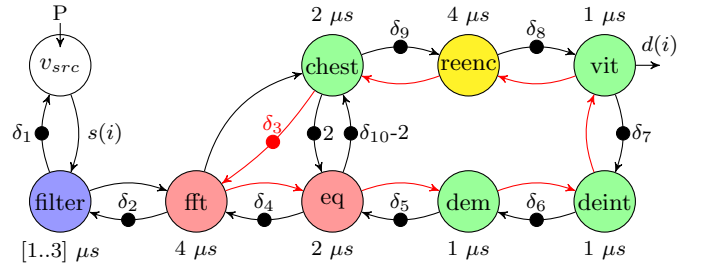 P
2 μs
4 μs
1 μs
δ9
δ8
d(i)
v_src
chest
reenc
vit
δ1
s(i)
δ3
2
δ10-2
δ7
filter
δ2
fft
δ4
eq
δ5
dem
δ6
deint
[1..3] μs
4 μs
2 μs
1 μs
1 μs